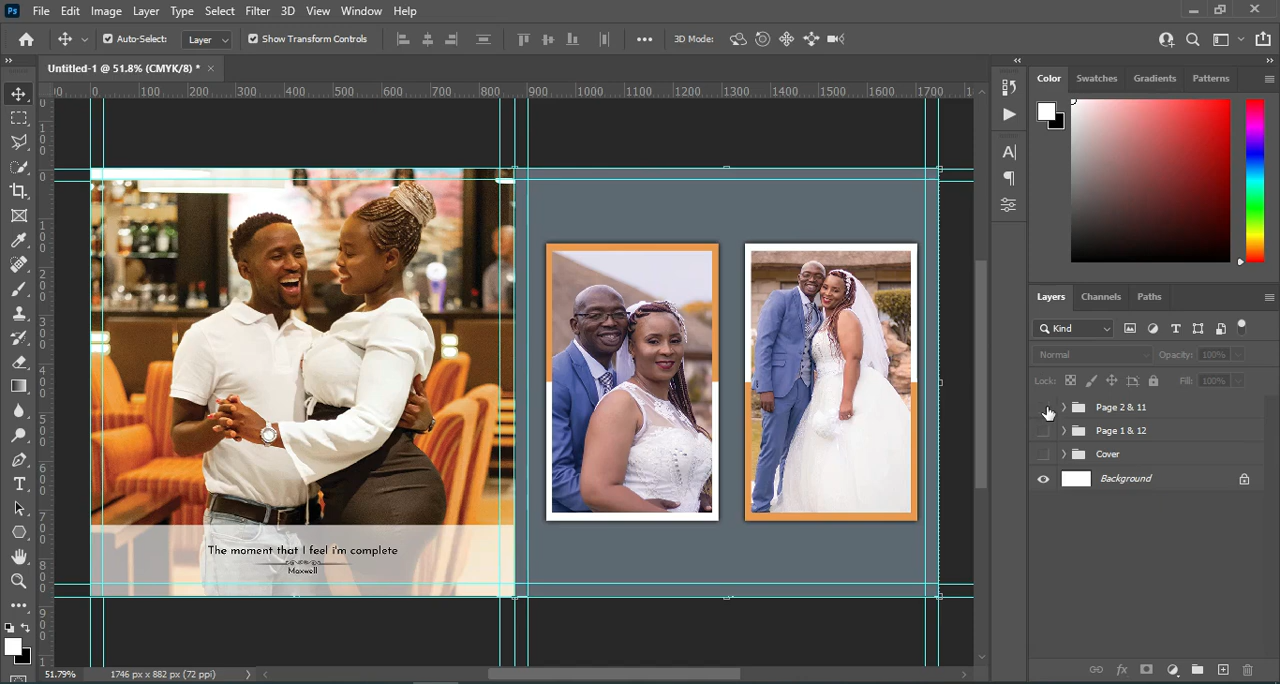 Ps File Edit Image Layer Type Select Filter 3D View Window Help
Auto-Select: Layer Show Transform Controls 3D Mode:
Untitled-1 @ 51.8% (CMYK/8) *
0 100 200 300 400 500 600 700 800 900 1000 1100 1200 1300 1400 1500 1600 1700
The moment that I feel i'm complete
Maxwell
51.79% 1746 px x 882 px (72 ppi)
Color Swatches Gradients Patterns
Layers Channels Paths
Kind
Normal Opacity: 100%
Lock: Fill: 100%
Page 2 & 11
Page 1 & 12
Cover
Background